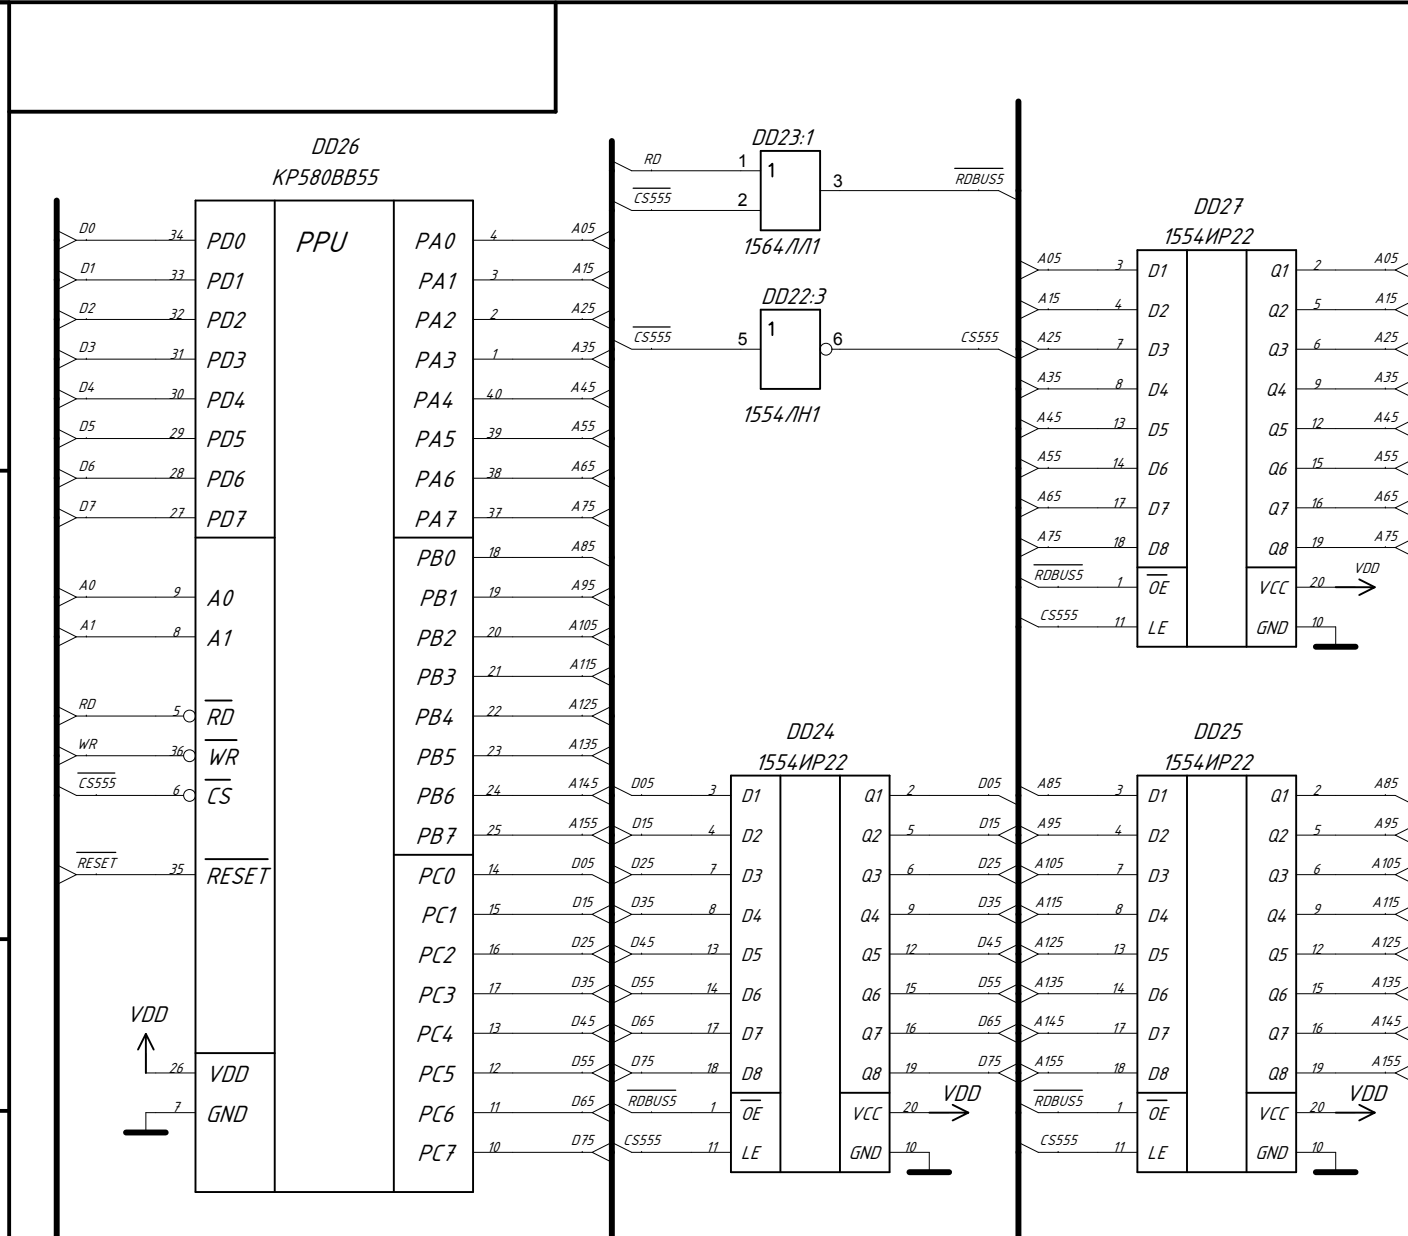 DD26
КР580ВВ55
D0 34 PD0 PPU PA0 4 A05
D1 33 PD1 PA1 3 A15
D2 32 PD2 PA2 2 A25
D3 31 PD3 PA3 1 A35
D4 30 PD4 PA4 40 A45
D5 29 PD5 PA5 39 A55
D6 28 PD6 PA6 38 A65
D7 27 PD7 PA7 37 A75
PB0 18 A85
A0 9 A0 PB1 19 A95
A1 8 A1 PB2 20 A105
PB3 21 A115
RD 5 RD PB4 22 A125
WR 36 WR PB5 23 A135
CS555 6 CS PB6 24 A145
PB7 25 A155
RESET 35 RESET PC0 14 D05
PC1 15 D15
PC2 16 D25
PC3 17 D35
PC4 13 D45
VDD
26 VDD PC5 12 D55
7 GND PC6 11 D65
PC7 10 D75
DD23:1
RD 1 1 3 RDBUS5
CS555 2
1564ЛЛ1
DD22:3
CS555 5 1 6 CS555
1554ЛН1
DD27
1554ИР22
A05 3 D1 Q1 2 A05
A15 4 D2 Q2 5 A15
A25 7 D3 Q3 6 A25
A35 8 D4 Q4 9 A35
A45 13 D5 Q5 12 A45
A55 14 D6 Q6 15 A55
A65 17 D7 Q7 16 A65
A75 18 D8 Q8 19 A75
RDBUS5 1 OE VCC 20 VDD
CS555 11 LE GND 10
DD24
1554ИР22
D05 3 D1 Q1 2 D05
D15 4 D2 Q2 5 D15
D25 7 D3 Q3 6 D25
D35 8 D4 Q4 9 D35
D45 13 D5 Q5 12 D45
D55 14 D6 Q6 15 D55
D65 17 D7 Q7 16 D65
D75 18 D8 Q8 19 D75
RDBUS5 1 OE VCC 20 VDD
CS555 11 LE GND 10
DD25
1554ИР22
A85 3 D1 Q1 2 A85
A95 4 D2 Q2 5 A95
A105 7 D3 Q3 6 A105
A115 8 D4 Q4 9 A115
A125 13 D5 Q5 12 A125
A135 14 D6 Q6 15 A135
A145 17 D7 Q7 16 A145
A155 18 D8 Q8 19 A155
RDBUS5 1 OE VCC 20 VDD
CS555 11 LE GND 10